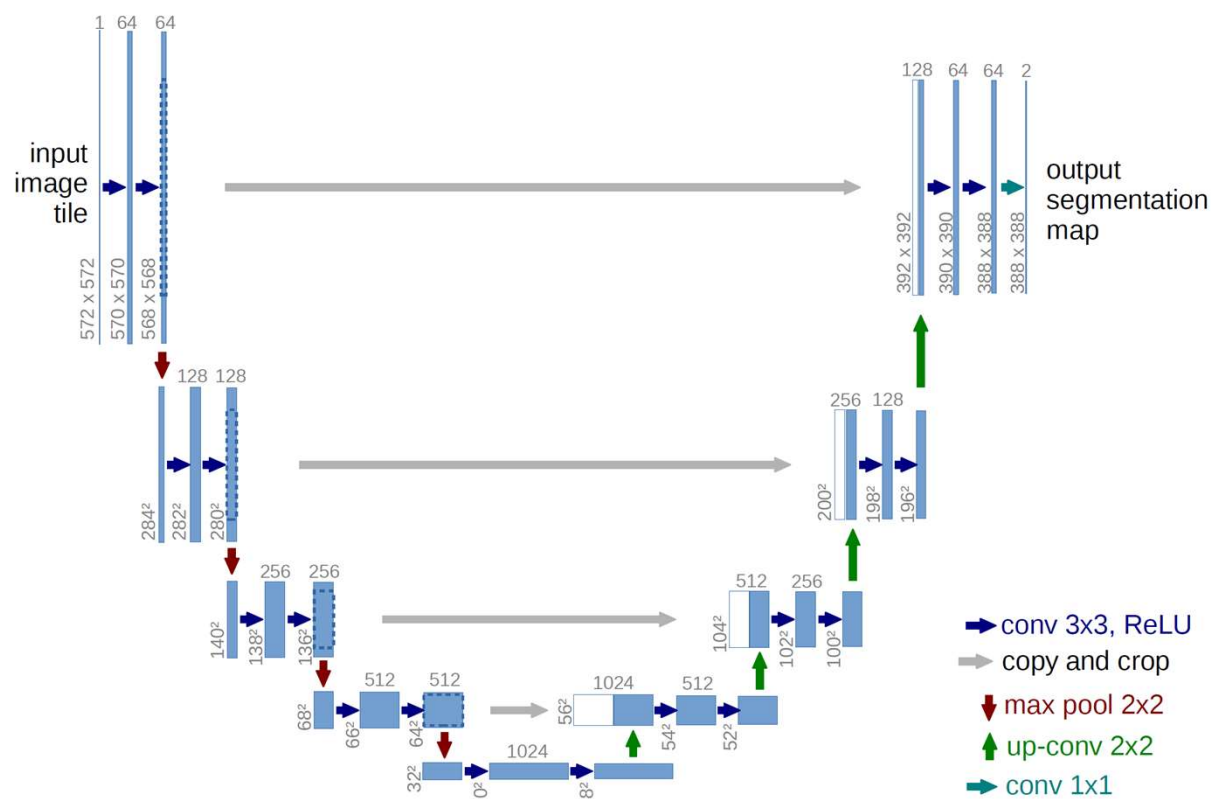 1 64 64
input
image
tile
572 x 572
570 x 570
568 x 568
128 64 64 2
392 x 392
390 x 390
388 x 388
388 x 388
output
segmentation
map
128 128
284²
282²
280²
256 128
200²
198²
196²
256 256
140²
138²
136²
512 256
104²
102²
100²
512 512
68²
66²
64²
1024 512
56²
54²
52²
1024
32²
0²
8²
conv 3x3, ReLU
copy and crop
max pool 2x2
up-conv 2x2
conv 1x1